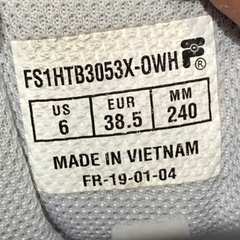 FS1HTB3053X-OWH F®
US EUR MM
6 38.5 240
MADE IN VIETNAM
FR-19-01-04